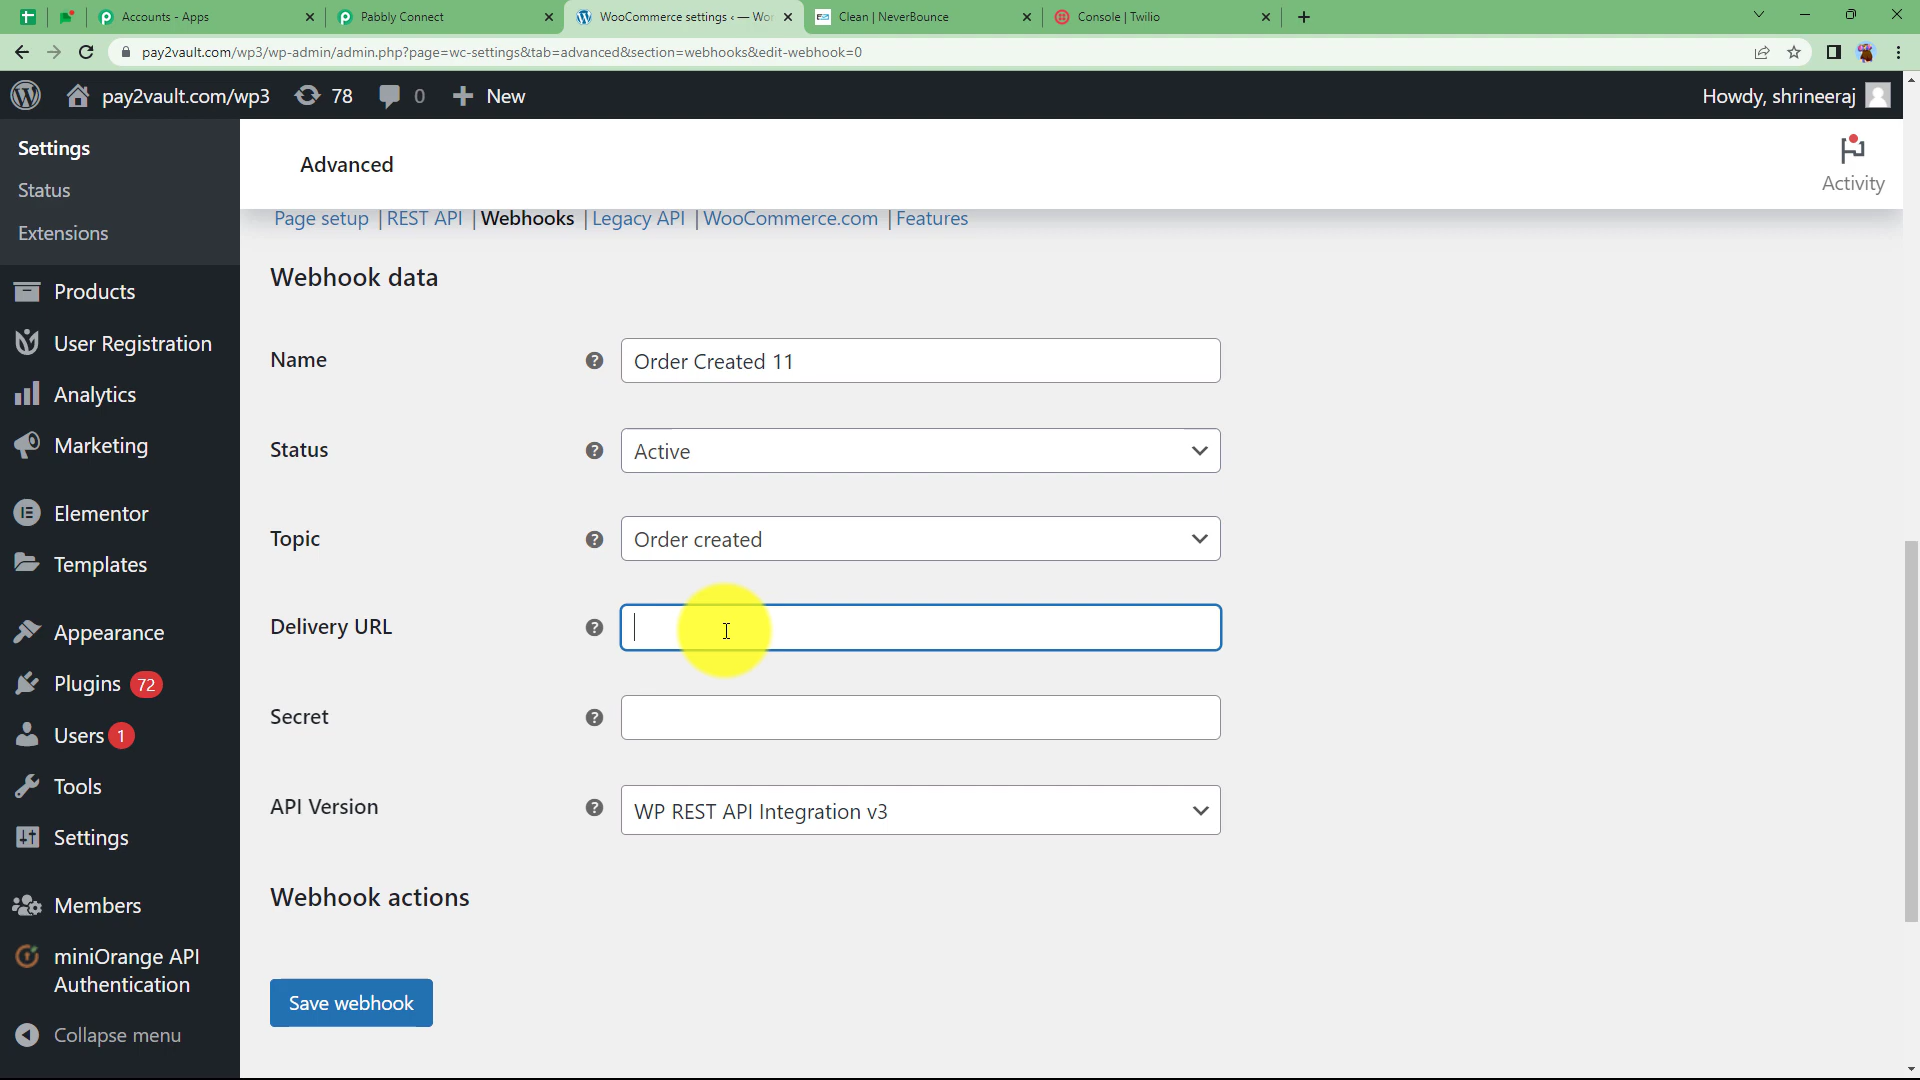 Accounts - Apps
Pabbly Connect
WooCommerce settings ‹ — Wor
Clean | NeverBounce
Console | Twilio
pay2vault.com/wp3/wp-admin/admin.php?page=wc-settings&tab=advanced&section=webhooks&edit-webhook=0
pay2vault.com/wp3
78
0
New
Howdy, shrineeraj
Settings
Status
Extensions
Products
User Registration
Analytics
Marketing
Elementor
Templates
Appearance
Plugins 72
Users 1
Tools
Settings
Members
miniOrange API
Authentication
Collapse menu
Advanced
Activity
Page setup | REST API | Webhooks | Legacy API | WooCommerce.com | Features
Webhook data
Name ? Order Created 11
Status ? Active
Topic ? Order created
Delivery URL ?
Secret ?
API Version ? WP REST API Integration v3
Webhook actions
Save webhook